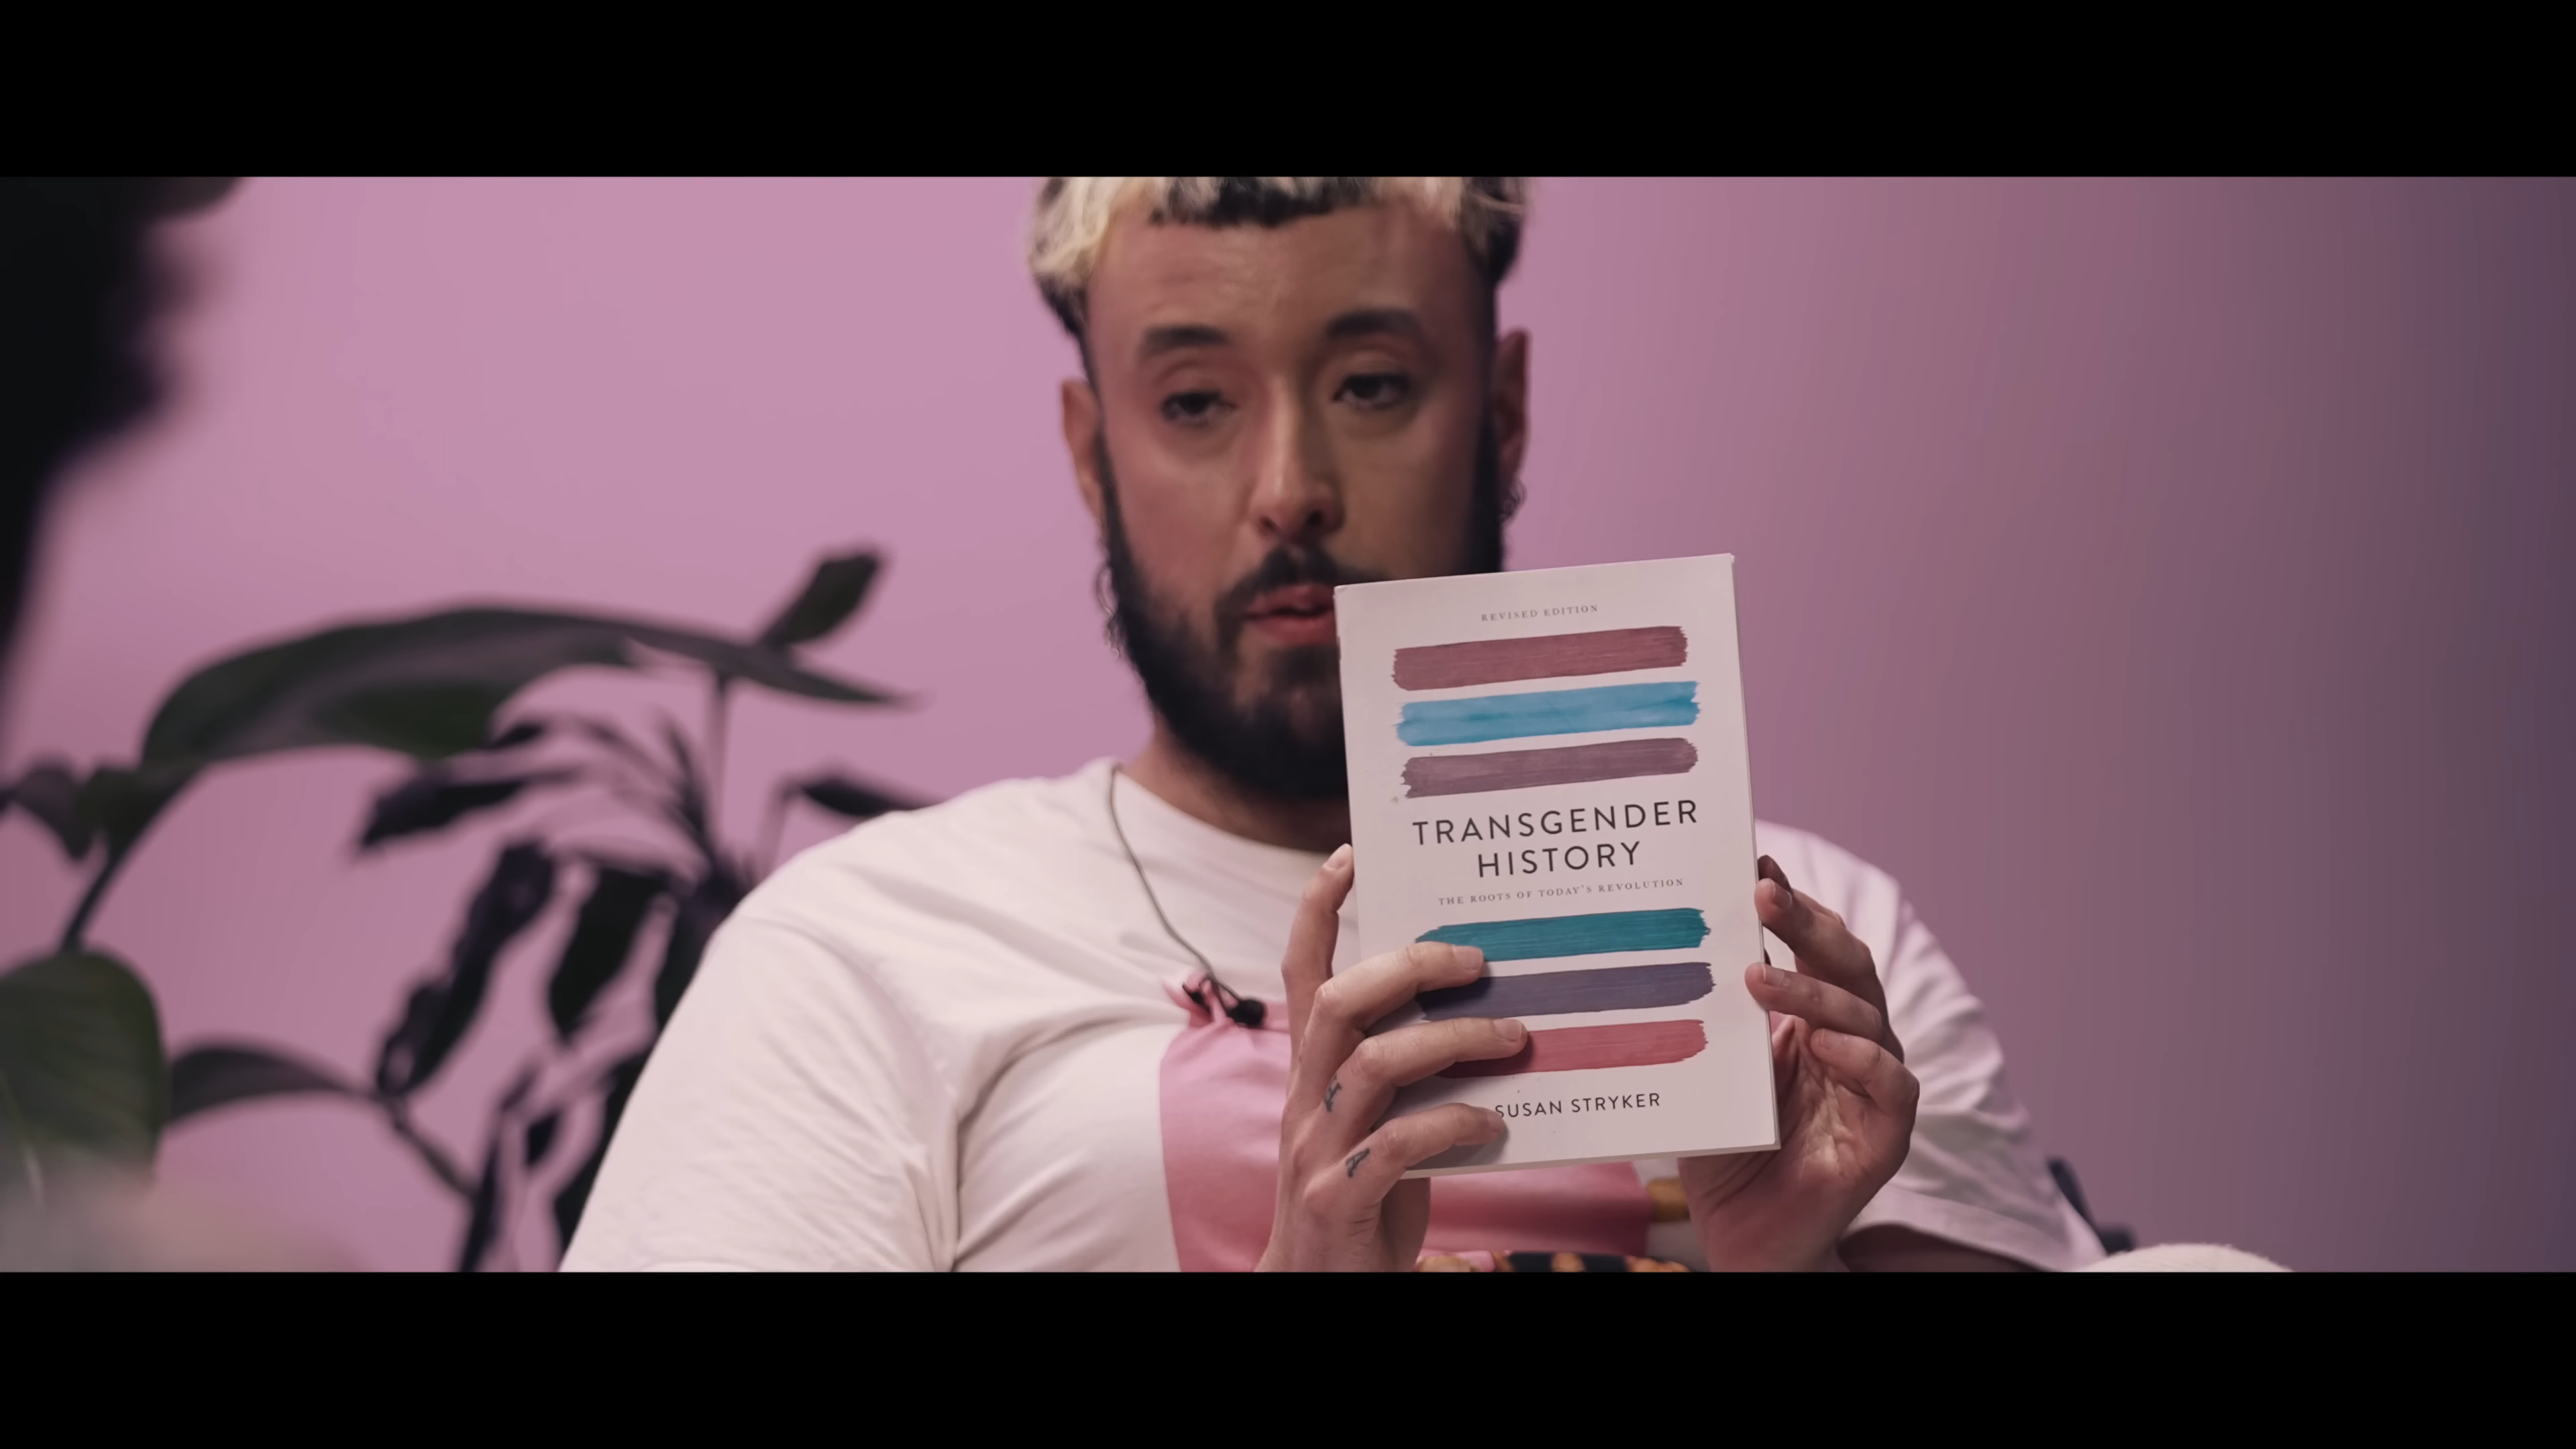 REVISED EDITION
TRANSGENDER
HISTORY
THE ROOTS OF TODAY'S REVOLUTION
SUSAN STRYKER
H
A